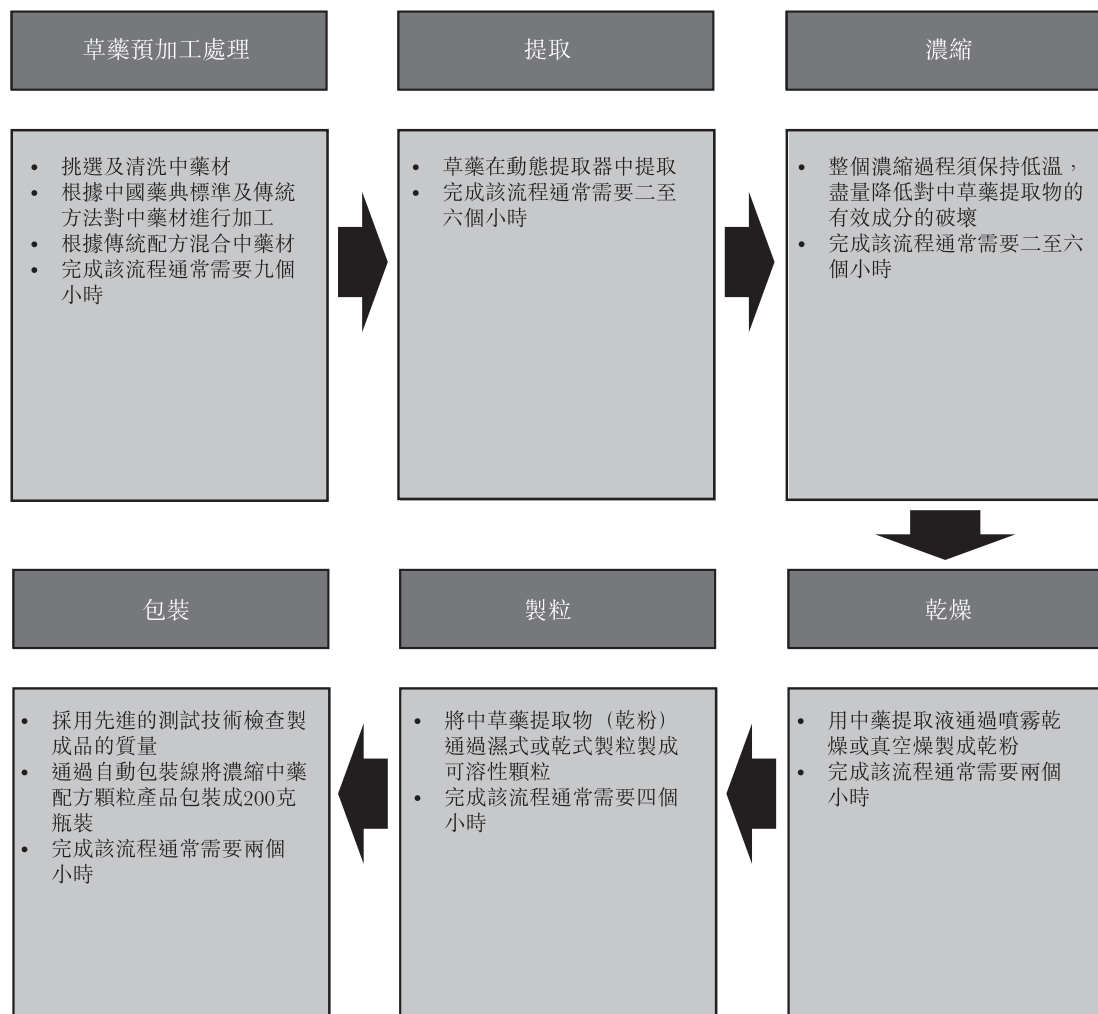 草藥預加工處理
• 挑選及清洗中藥材
• 根據中國藥典標準及傳統
方法對中藥材進行加工
• 根據傳統配方混合中藥材
• 完成該流程通常需要九個
小時
提取
• 草藥在動態提取器中提取
• 完成該流程通常需要二至
六個小時
濃縮
• 整個濃縮過程須保持低溫，
盡量降低對中草藥提取物的
有效成分的破壞
• 完成該流程通常需要二至六
個小時
乾燥
• 用中藥提取液通過噴霧乾
燥或真空燥製成乾粉
• 完成該流程通常需要兩個
小時
製粒
• 將中草藥提取物（乾粉）
通過濕式或乾式製粒製成
可溶性顆粒
• 完成該流程通常需要四個
小時
包裝
• 採用先進的測試技術檢查製
成品的質量
• 通過自動包裝線將濃縮中藥
配方顆粒產品包裝成200克
瓶裝
• 完成該流程通常需要兩個
小時